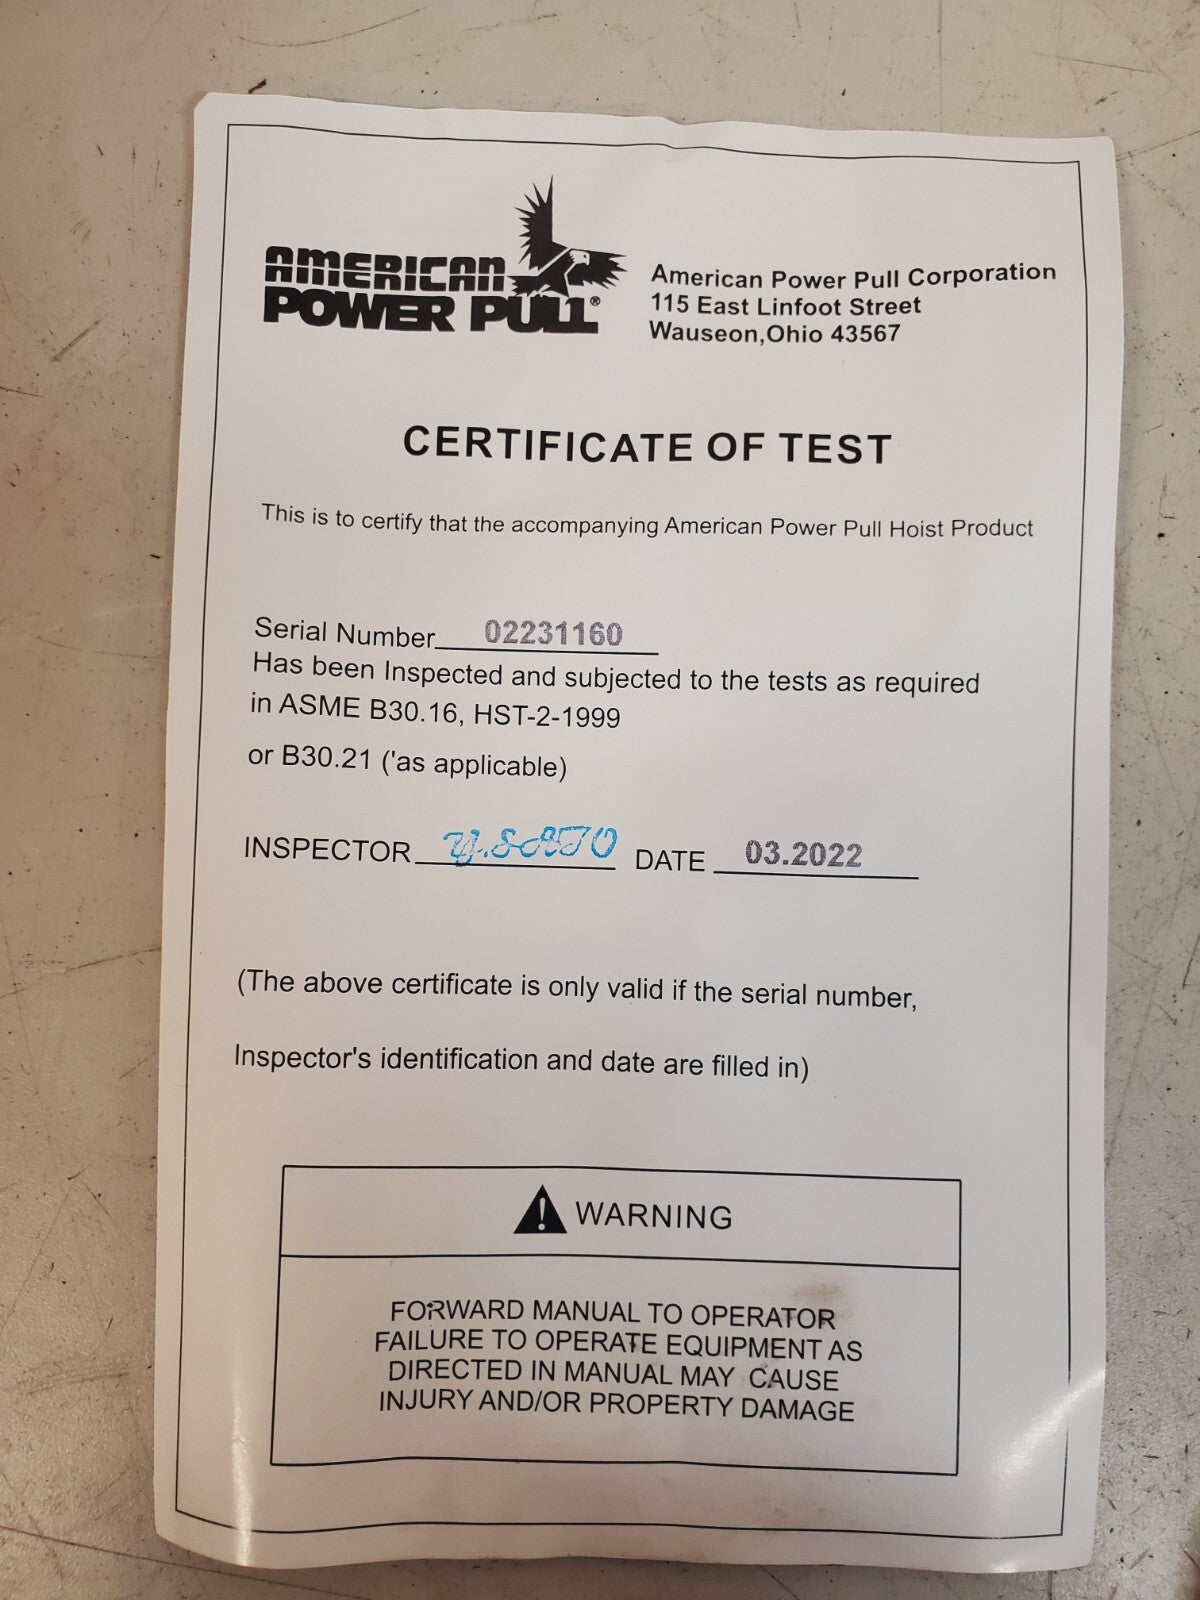 AMERICAN
POWER PULL®
American Power Pull Corporation
115 East Linfoot Street
Wauseon,Ohio 43567
CERTIFICATE OF TEST
This is to certify that the accompanying American Power Pull Hoist Product
Serial Number 02231160
Has been Inspected and subjected to the tests as required
in ASME B30.16, HST-2-1999
or B30.21 ('as applicable)
INSPECTOR Y.SATO DATE 03.2022
(The above certificate is only valid if the serial number,
Inspector's identification and date are filled in)
WARNING
FORWARD MANUAL TO OPERATOR
FAILURE TO OPERATE EQUIPMENT AS
DIRECTED IN MANUAL MAY CAUSE
INJURY AND/OR PROPERTY DAMAGE